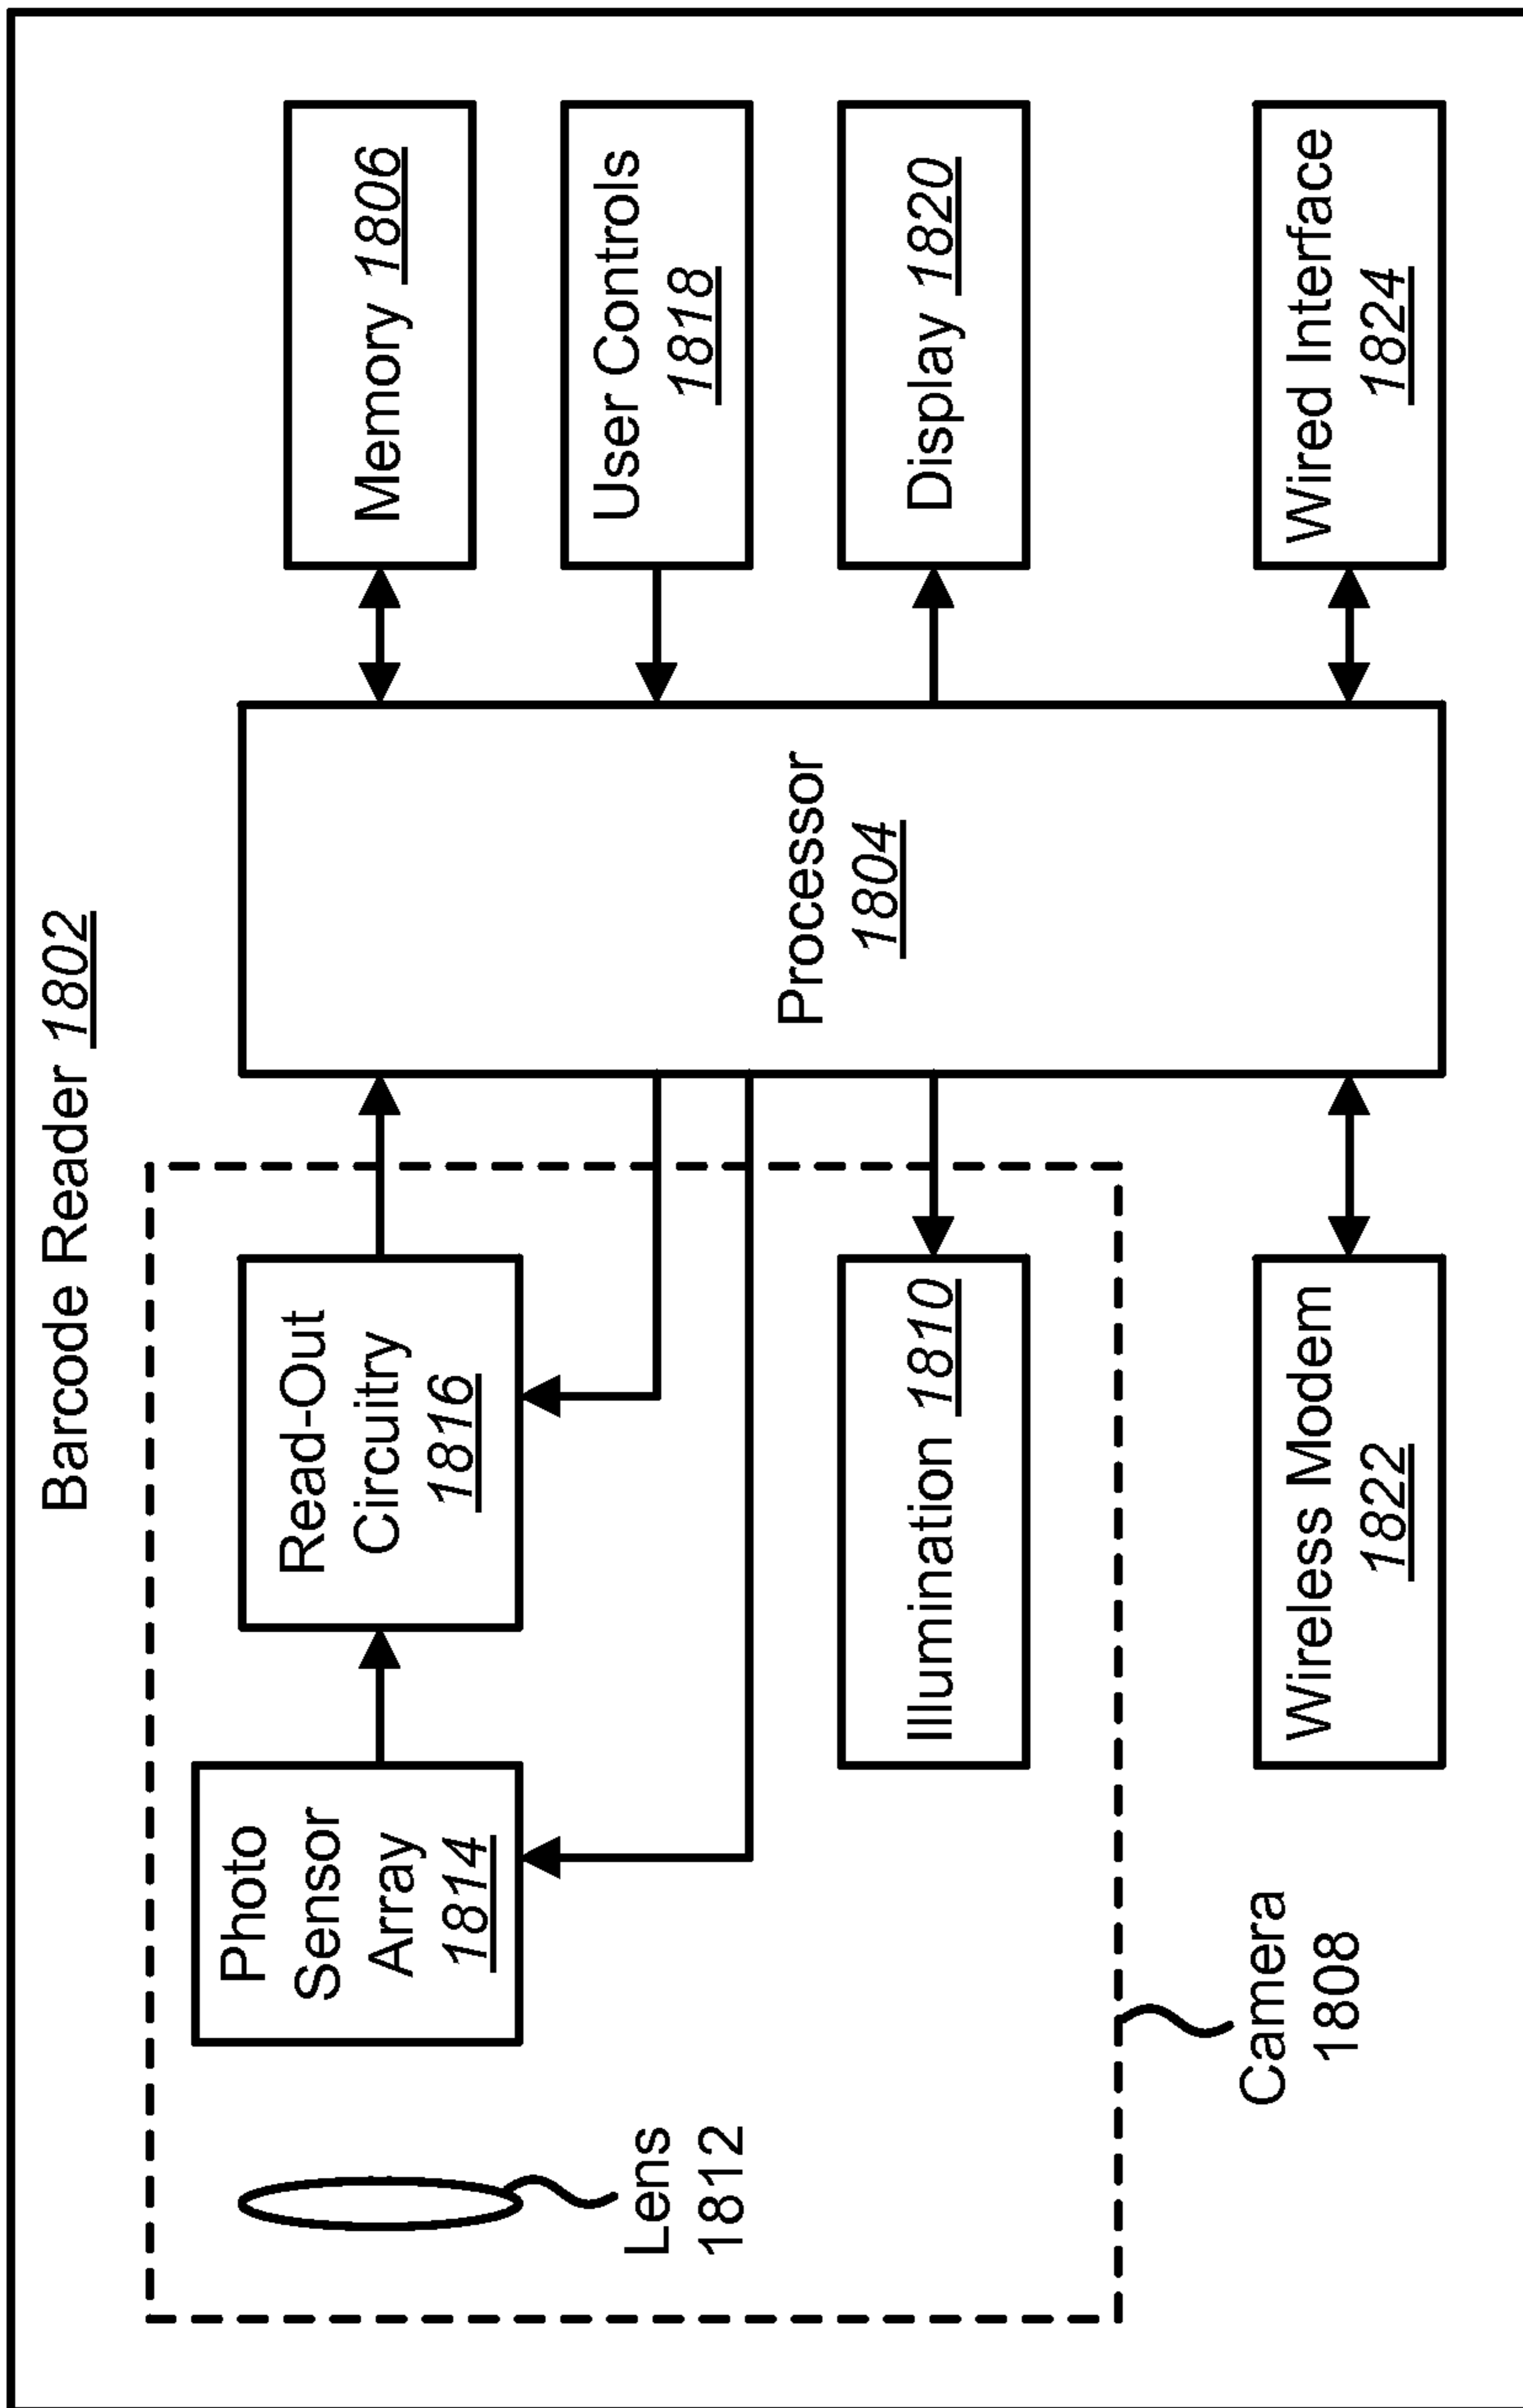 Barcode Reader 1802
Photo
Sensor
Array
1814
Read-Out
Circuitry
1816
Lens
1812
Illumination 1810
Camera
1808
Wireless Modem
1822
Processor
1804
Memory 1806
User Controls
1818
Display 1820
Wired Interface
1824